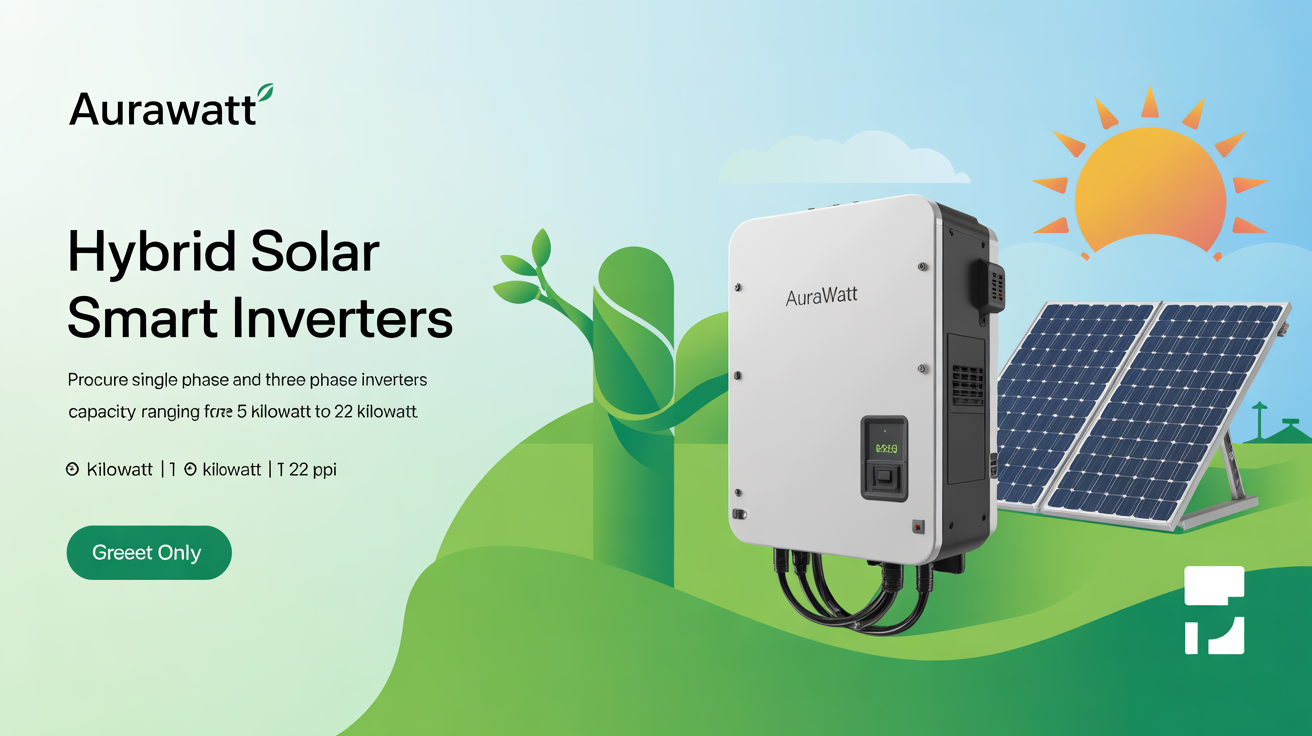 Aurawatt
Hybrid Solar
Smart Inverters
Procure single phase and three phase inverters
capacity ranging 5 kilowatt to 22 kilowatt
kilowatt | 1 kilowatt | 1 22 ppi
Greeet Only
AuraWatt